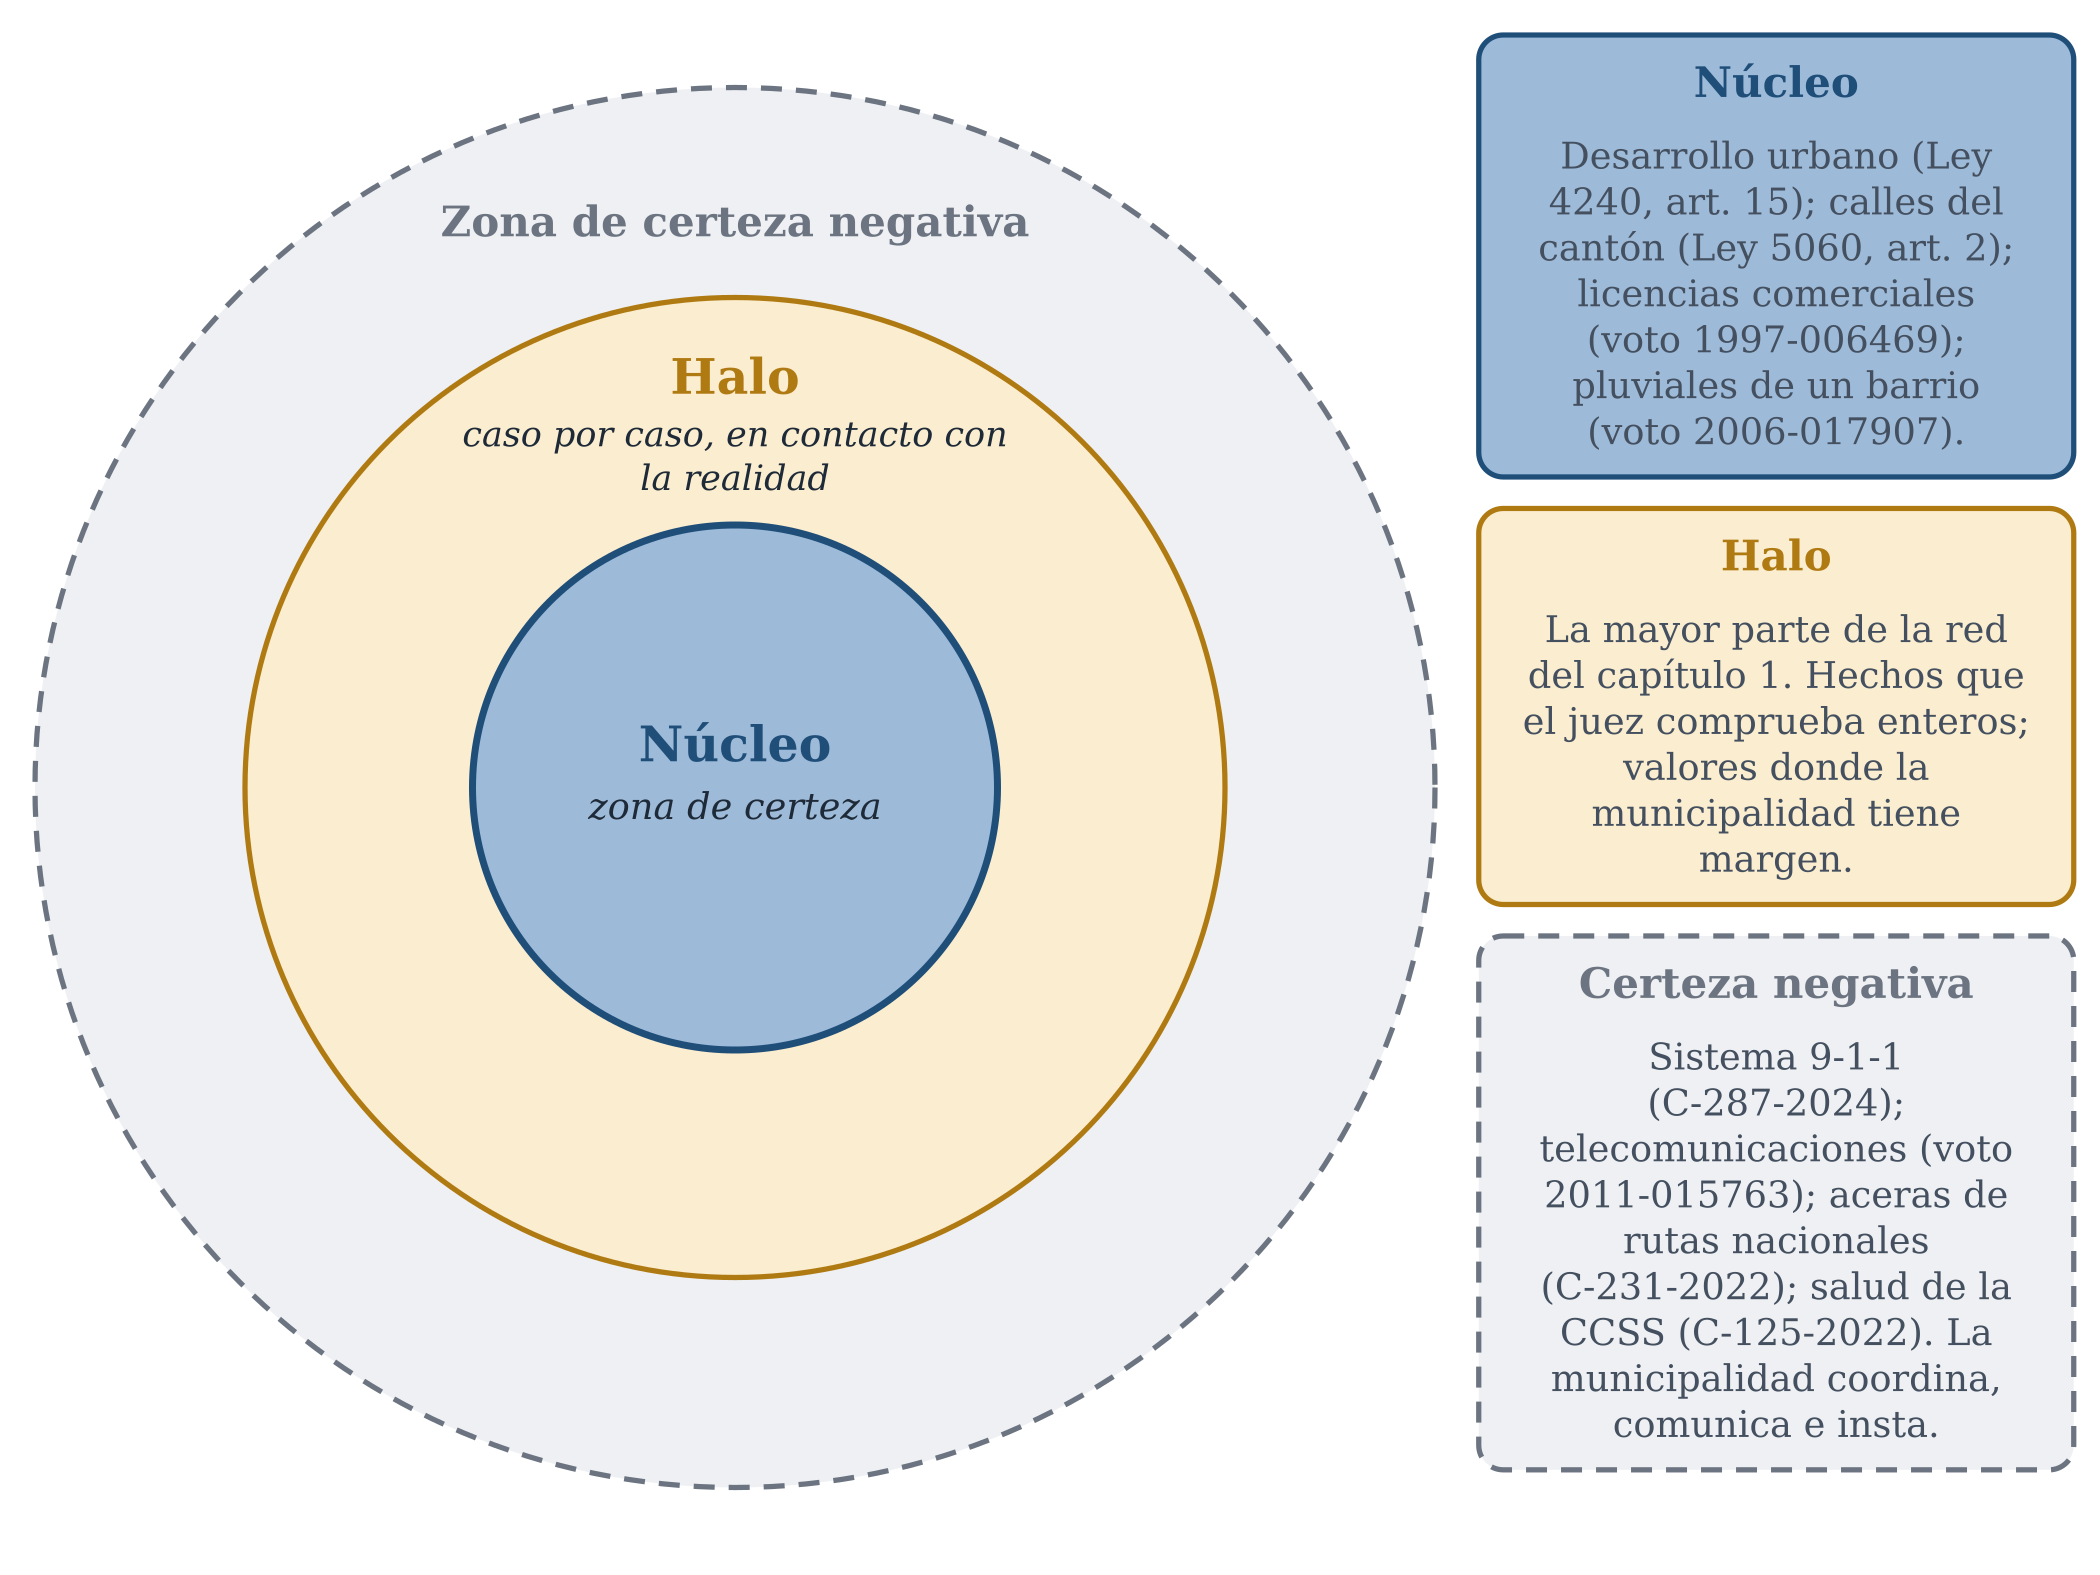 Zona de certeza negativa
Halo
caso por caso, en contacto con
la realidad
Núcleo
zona de certeza
Núcleo
Desarrollo urbano (Ley
4240, art. 15); calles del
cantón (Ley 5060, art. 2);
licencias comerciales
(voto 1997-006469);
pluviales de un barrio
(voto 2006-017907).
Halo
La mayor parte de la red
del capítulo 1. Hechos que
el juez comprueba enteros;
valores donde la
municipalidad tiene
margen.
Certeza negativa
Sistema 9-1-1
(C-287-2024);
telecomunicaciones (voto
2011-015763); aceras de
rutas nacionales
(C-231-2022); salud de la
CCSS (C-125-2022). La
municipalidad coordina,
comunica e insta.